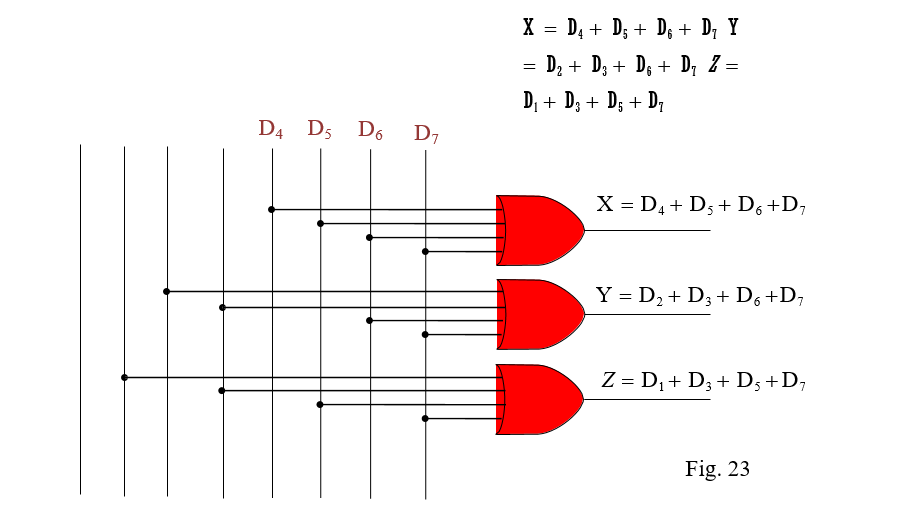 X = D₄ + D₅ + D₆ + D₇ Y
= D₂ + D₃ + D₆ + D₇ Z =
D₁ + D₃ + D₅ + D₇
D₄ D₅ D₆ D₇
X = D₄ + D₅ + D₆ +D₇
Y = D₂ + D₃ + D₆ +D₇
Z = D₁ + D₃ + D₅ + D₇
Fig. 23